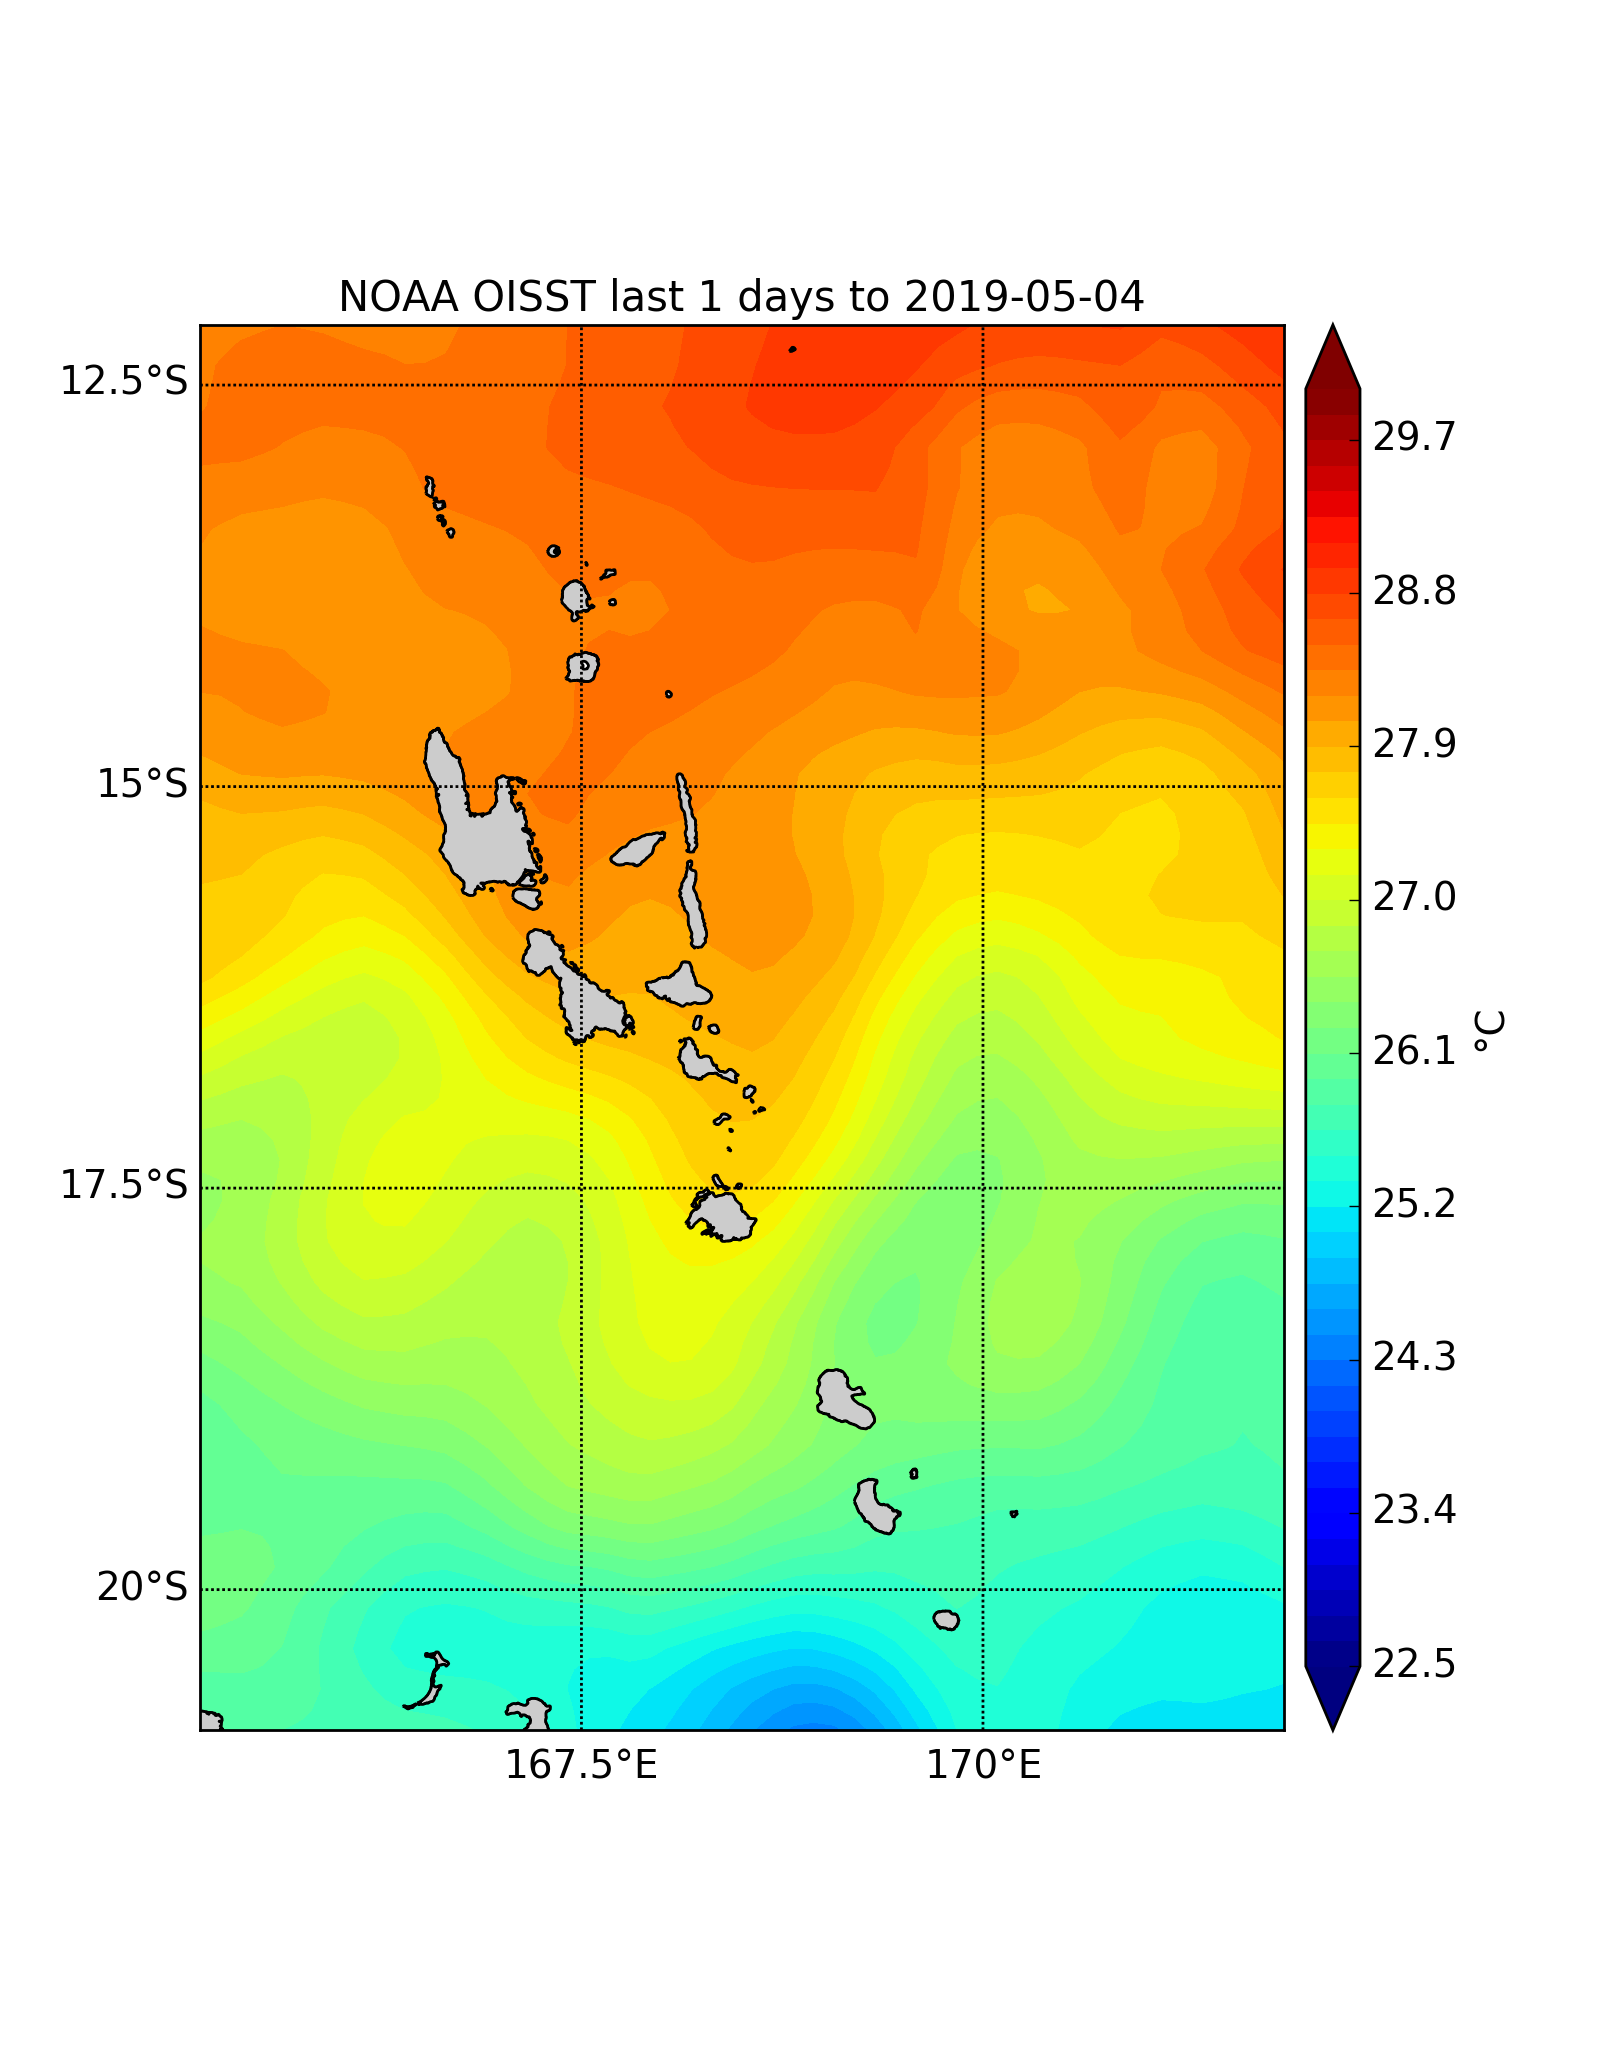 NOAA OISST last 1 days to 2019-05-04
12.5°S
15°S
17.5°S
20°S
167.5°E
170°E
29.7
28.8
27.9
27.0
26.1
25.2
24.3
23.4
22.5
°C